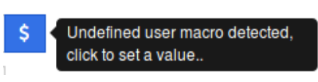 $ Undefined user macro detected,
click to set a value..